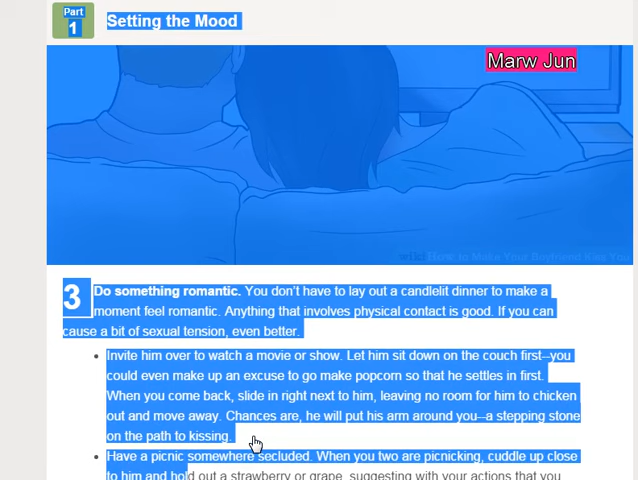 Part
1
Setting the Mood
Marw Jun
wikiHow to Make Your Boyfriend Kiss You
3
Do something romantic. You don't have to lay out a candlelit dinner to make a
moment feel romantic. Anything that involves physical contact is good. If you can
cause a bit of sexual tension, even better.
Invite him over to watch a movie or show. Let him sit down on the couch first–you
could even make up an excuse to go make popcorn so that he settles in first.
When you come back, slide in right next to him, leaving no room for him to chicken
out and move away. Chances are, he will put his arm around you–a stepping stone
on the path to kissing.
Have a picnic somewhere secluded. When you two are picnicking, cuddle up close
to him and hold out a strawberry or grape, suggesting with your actions that you